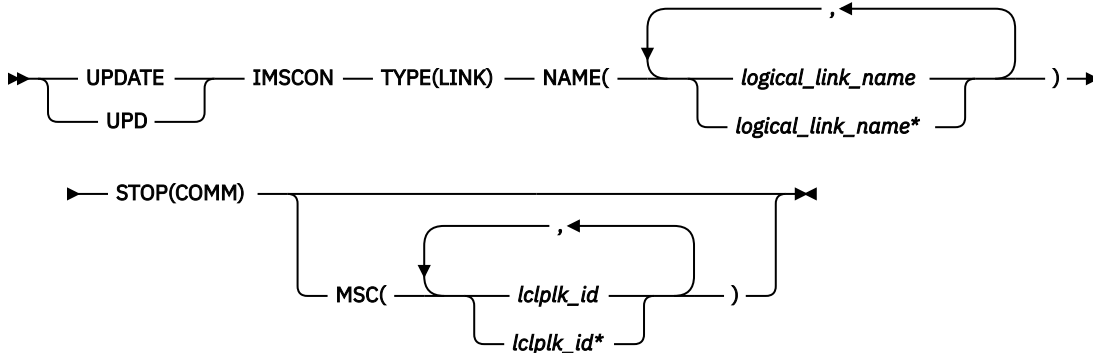 ,
UPDATE IMSCON TYPE(LINK) NAME( logical_link_name )
UPD logical_link_name*
STOP(COMM)
,
MSC( lclplk_id )
lclplk_id*